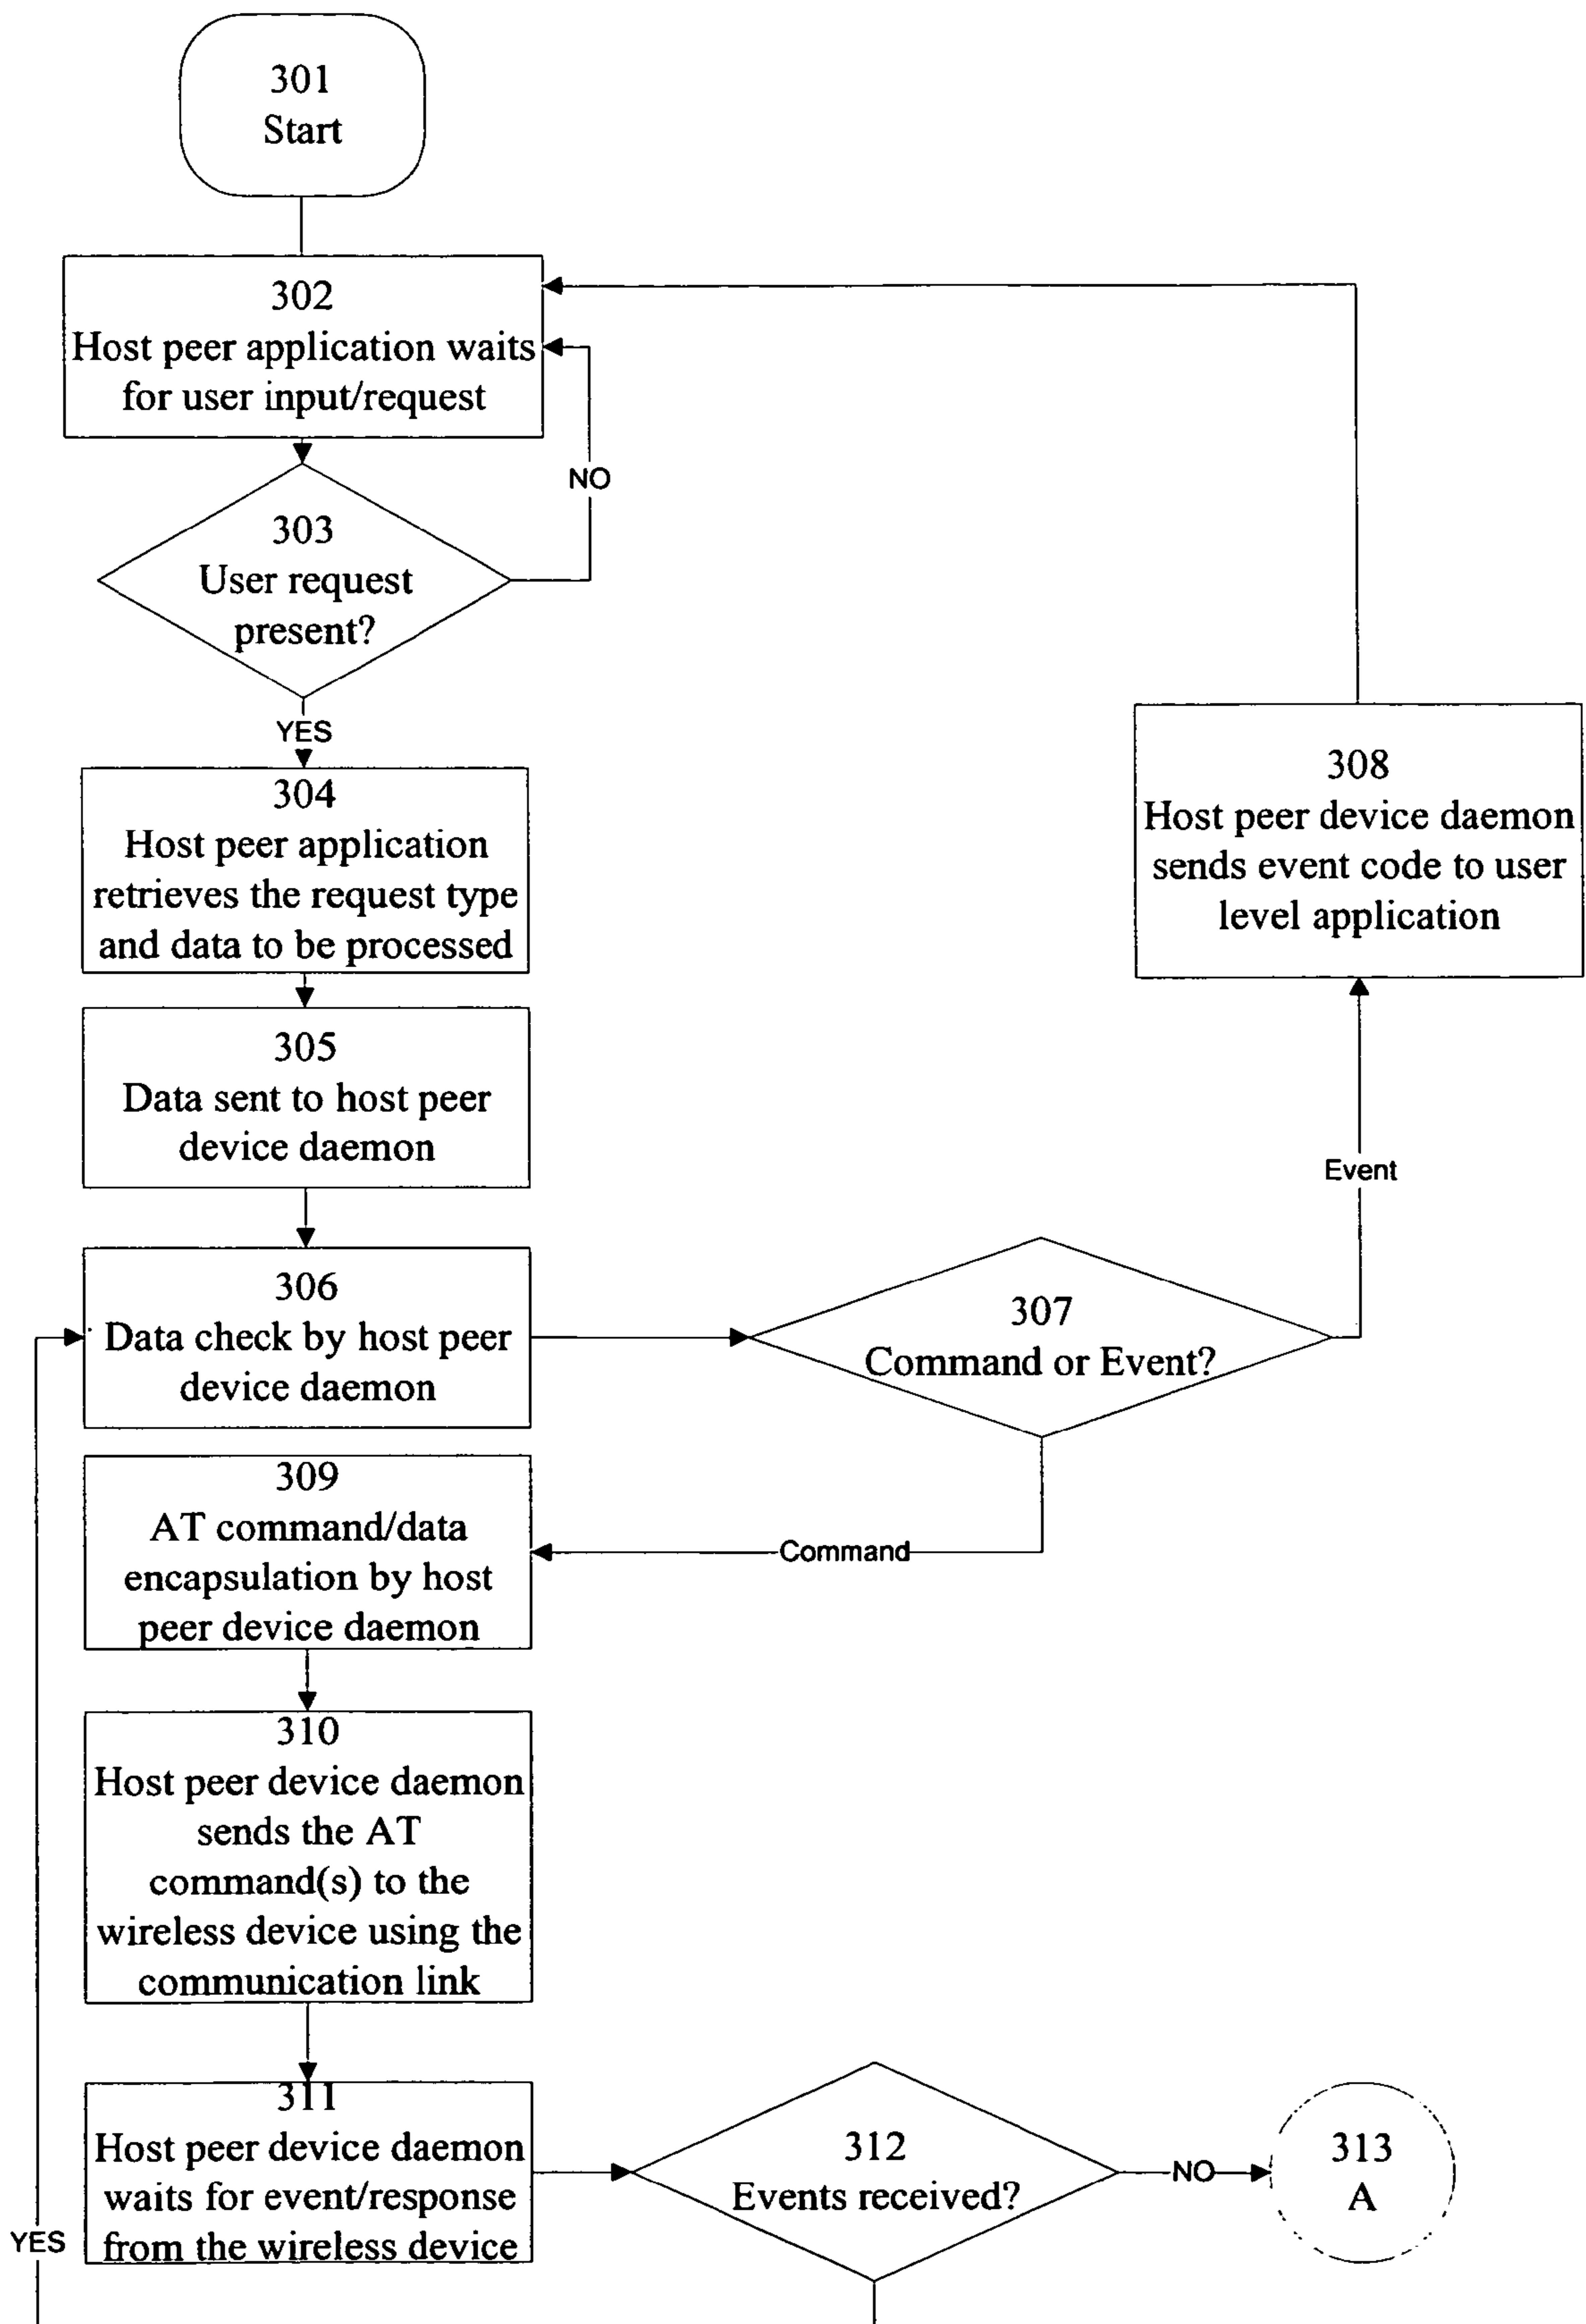 301
Start
302
Host peer application waits
for user input/request
NO
303
User request
present?
YES
304
Host peer application
retrieves the request type
and data to be processed
305
Data sent to host peer
device daemon
306
Data check by host peer
device daemon
307
Command or Event?
Event
308
Host peer device daemon
sends event code to user
level application
Command
309
AT command/data
encapsulation by host
peer device daemon
310
Host peer device daemon
sends the AT
command(s) to the
wireless device using the
communication link
311
Host peer device daemon
waits for event/response
from the wireless device
312
Events received?
NO
313
A
YES